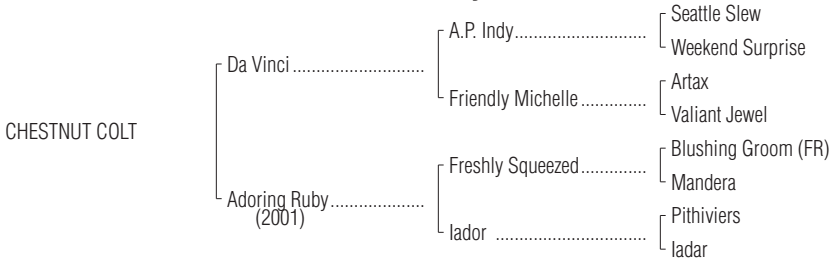 Seattle Slew
A.P. Indy..............................
Weekend Surprise
Da Vinci ..............................
Artax
Friendly Michelle ...............
Valiant Jewel
CHESTNUT COLT
Blushing Groom (FR)
Freshly Squeezed...............
Mandera
Adoring Ruby.....................
(2001)
Pithiviers
Iador ..................................
Iadar